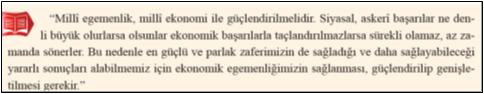 “Millî egemenlik, millî ekonomi ile güçlendirilmelidir. Siyasal, askerî başarılar ne den-
li büyük olurlarsa olsunlar ekonomik başarılarla taçlandırılmazlarsa sürekli olamaz, az za-
manda sönerler. Bu nedenle en güçlü ve parlak zaferimizin de sağladığı ve daha sağlayabileceği
yararlı sonuçları alabilmemiz için ekonomik egemenliğimizin sağlanması, güçlendirilip genişle-
tilmesi gerekir.”